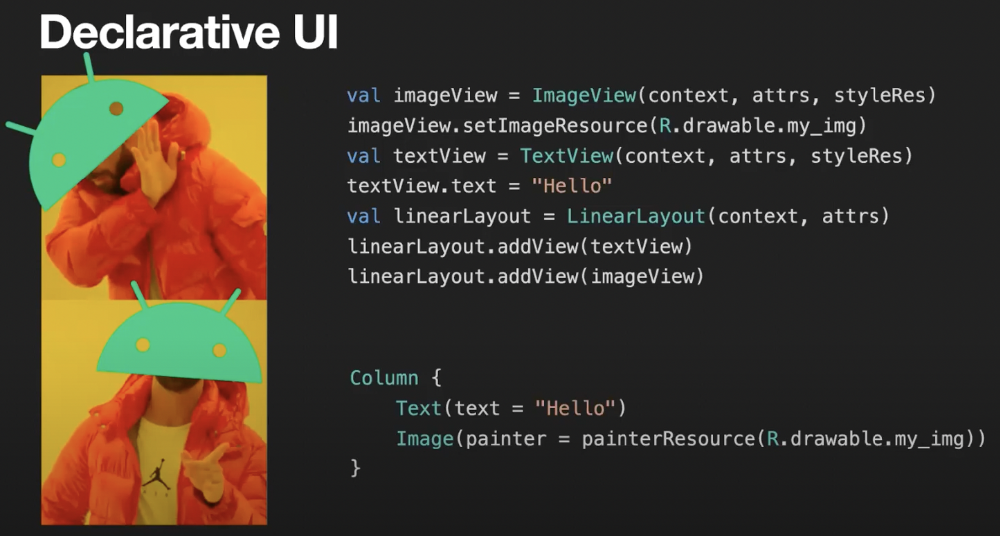 Declarative UI
val imageView = ImageView(context, attrs, styleRes)
imageView.setImageResource(R.drawable.my_img)
val textView = TextView(context, attrs, styleRes)
textView.text = "Hello"
val linearLayout = LinearLayout(context, attrs)
linearLayout.addView(textView)
linearLayout.addView(imageView)
Column {
    Text(text = "Hello")
    Image(painter = painterResource(R.drawable.my_img))
}